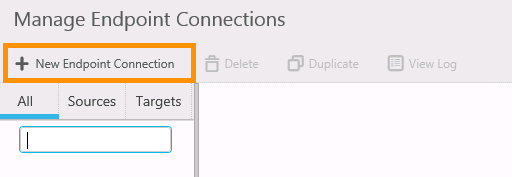 Manage Endpoint Connections
New Endpoint Connection Delete Duplicate View Log
All Sources Targets